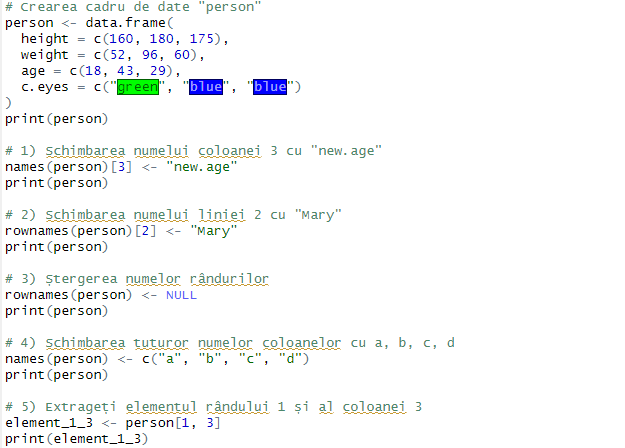 # Crearea cadru de date "person"
person <- data.frame(
  height = c(160, 180, 175),
  weight = c(52, 96, 60),
  age = c(18, 43, 29),
  c.eyes = c("green", "blue", "blue")
)
print(person)

# 1) Schimbarea numelui coloanei 3 cu "new.age"
names(person)[3] <- "new.age"
print(person)

# 2) Schimbarea numelui liniei 2 cu "Mary"
rownames(person)[2] <- "Mary"
print(person)

# 3) Ștergerea numelor rândurilor
rownames(person) <- NULL
print(person)

# 4) Schimbarea tuturor numelor coloanelor cu a, b, c, d
names(person) <- c("a", "b", "c", "d")
print(person)

# 5) Extrageți elementul rândului 1 și al coloanei 3
element_1_3 <- person[1, 3]
print(element_1_3)